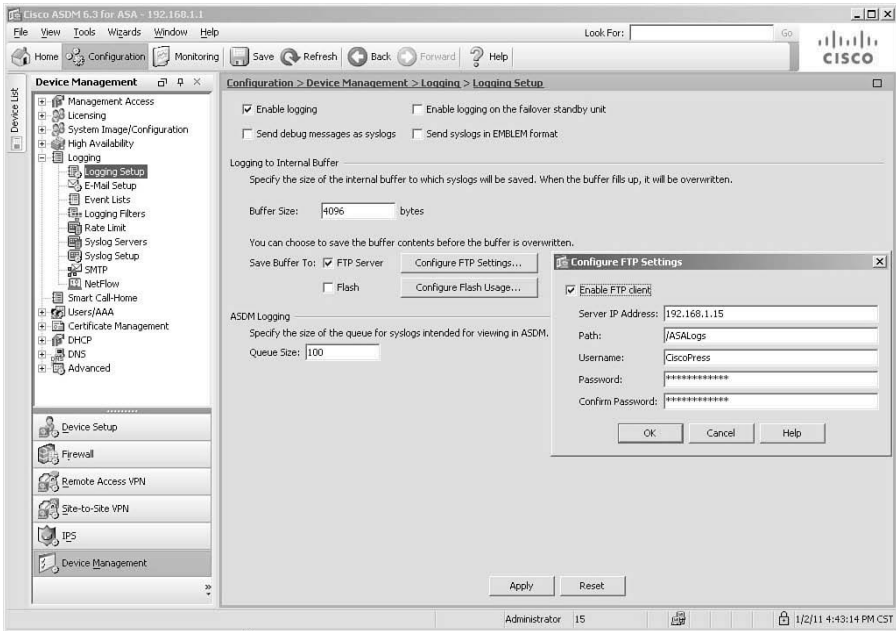 Cisco ASDM 6.3 for ASA - 192.168.1.1
File View Tools Wizards Window Help
Look For:
Go
Home Configuration Monitoring Save Refresh Back Forward Help
CISCO
Device List
Device Management
Management Access
Licensing
System Image/Configuration
High Availability
Logging
Logging Setup
E-Mail Setup
Event Lists
Logging Filters
Rate Limit
Syslog Servers
Syslog Setup
SMTP
NetFlow
Smart Call-Home
Users/AAA
Certificate Management
DHCP
DNS
Advanced
Device Setup
Firewall
Remote Access VPN
Site-to-Site VPN
IPS
Device Management
Configuration > Device Management > Logging > Logging Setup
Enable logging
Enable logging on the failover standby unit
Send debug messages as syslogs
Send syslogs in EMBLEM format
Logging to Internal Buffer
Specify the size of the internal buffer to which syslogs will be saved. When the buffer fills up, it will be overwritten.
Buffer Size: 4096 bytes
You can choose to save the buffer contents before the buffer is overwritten.
Save Buffer To: FTP Server Configure FTP Settings...
Flash Configure Flash Usage...
ASDM Logging
Specify the size of the queue for syslogs intended for viewing in ASDM.
Queue Size: 100
Configure FTP Settings
Enable FTP client
Server IP Address: 192.168.1.15
Path: /ASALogs
Username: CiscoPress
Password: ************
Confirm Password: ************
OK Cancel Help
Apply Reset
Administrator 15 1/2/11 4:43:14 PM CST